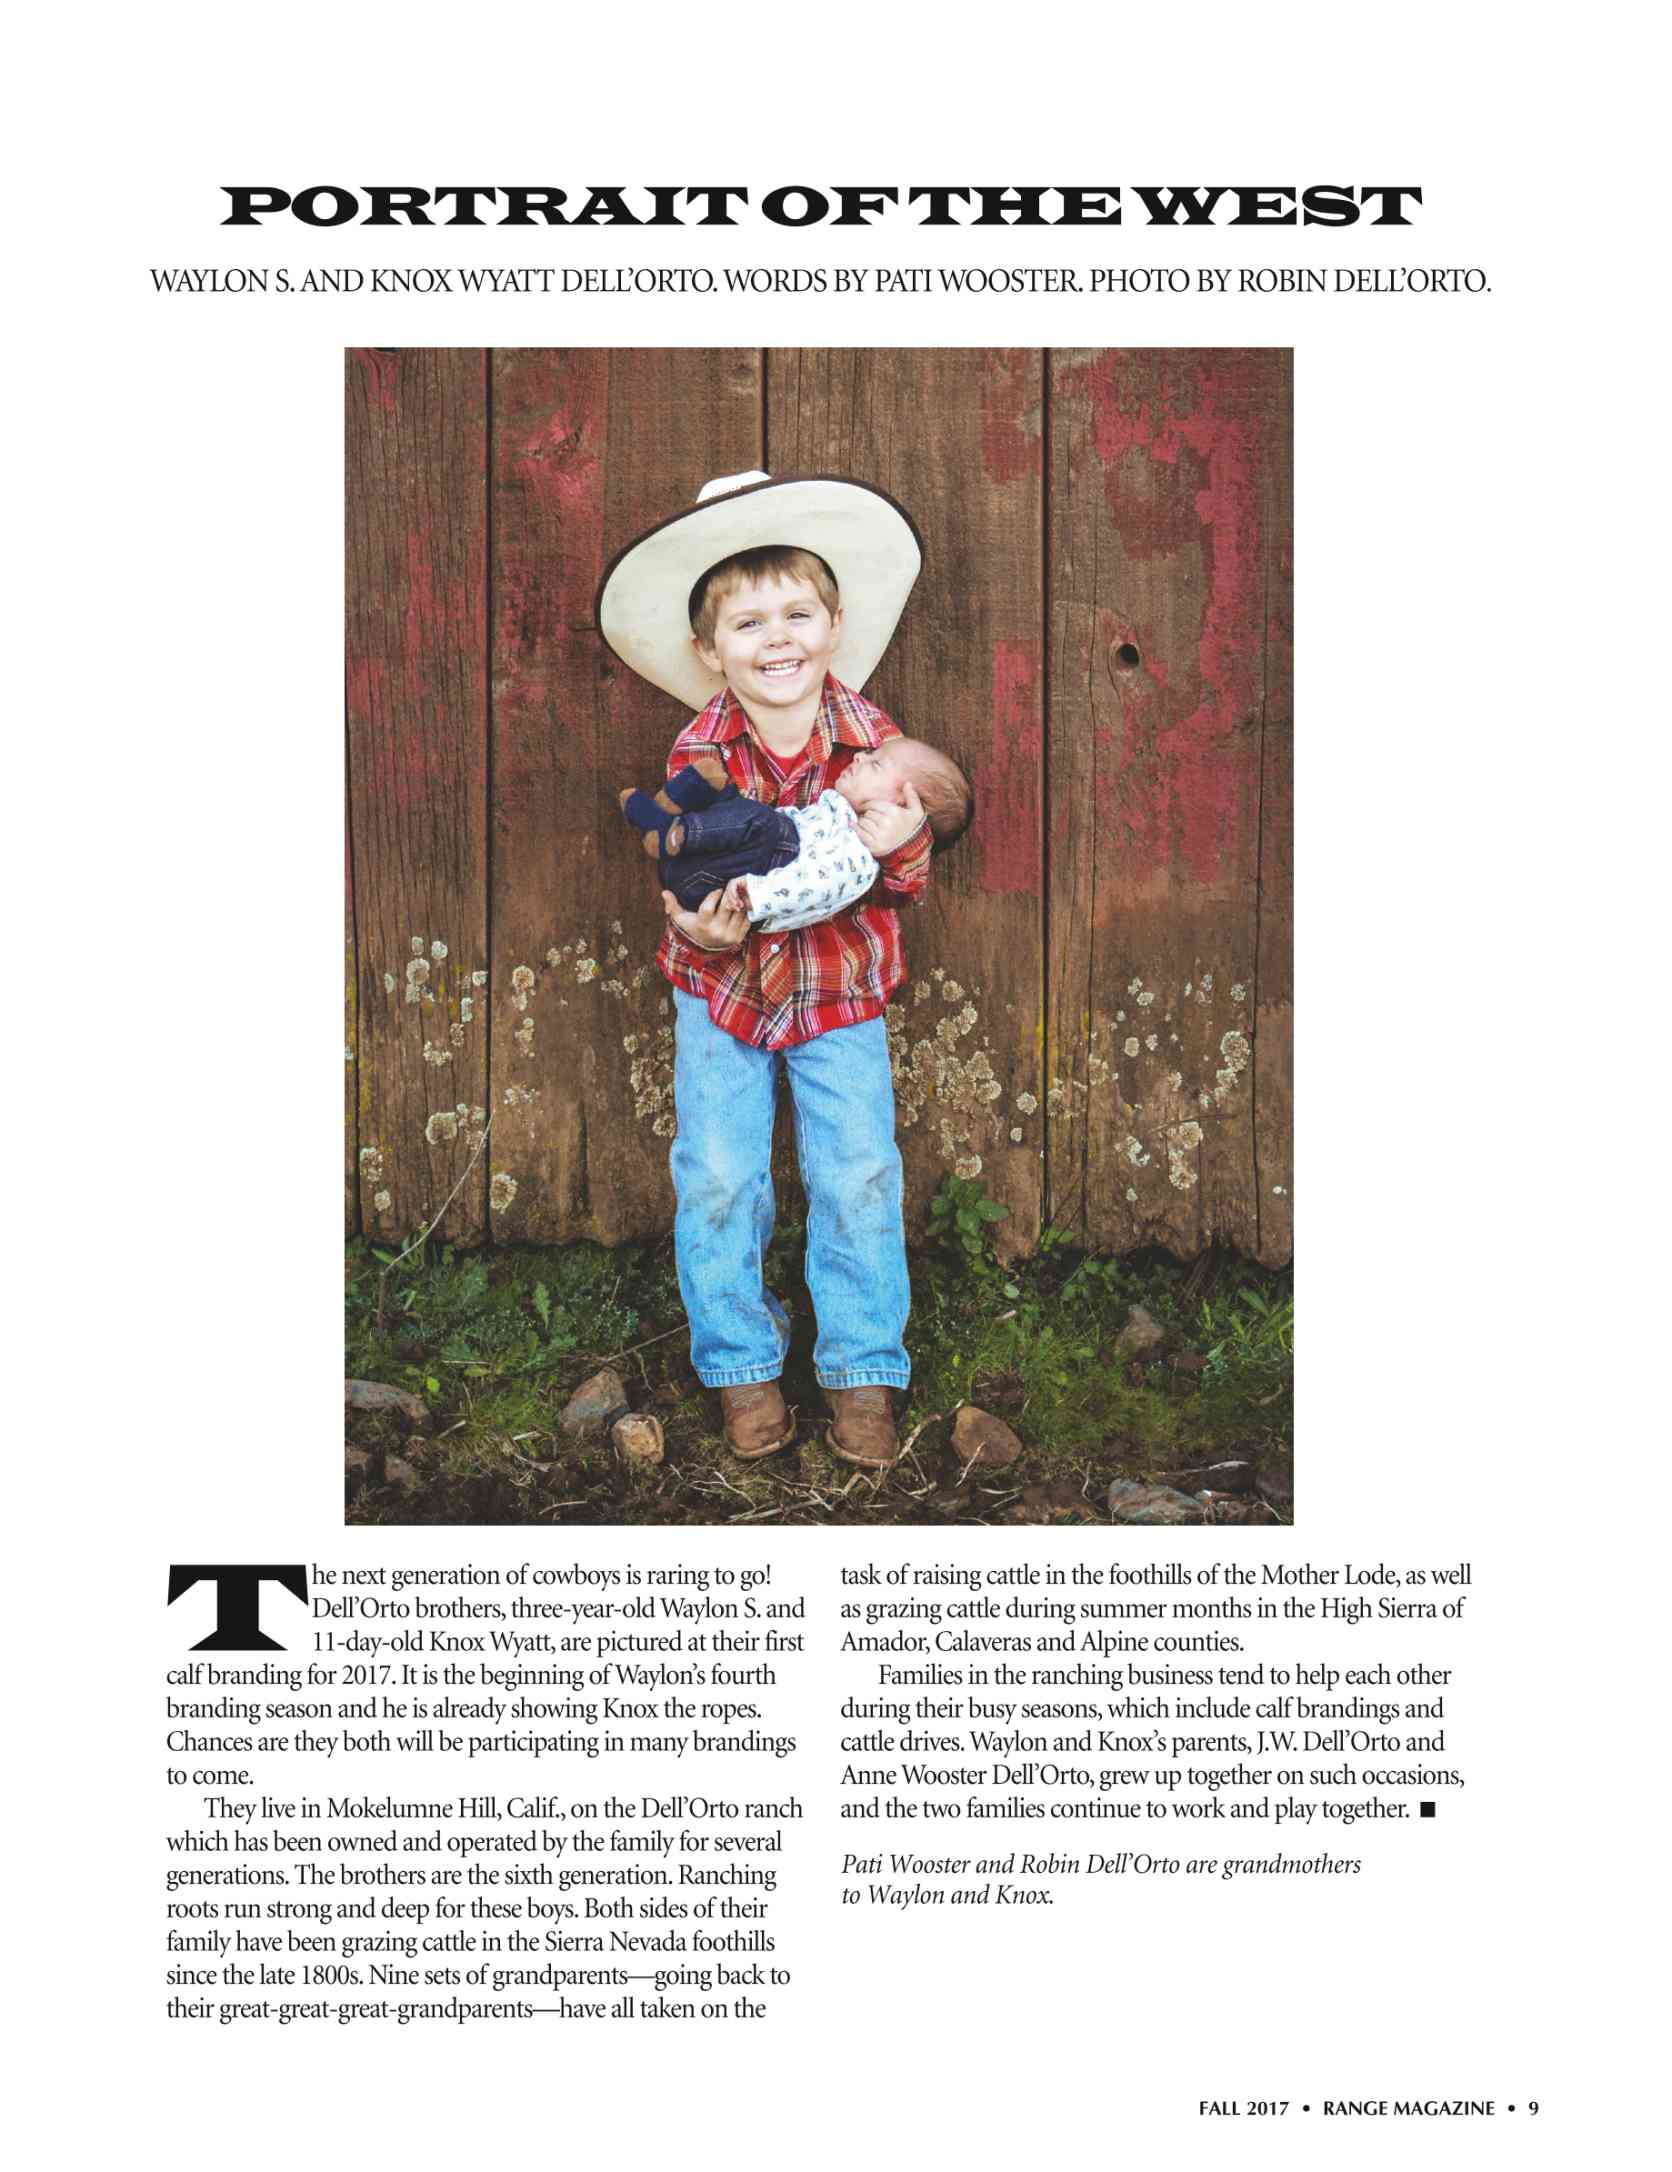 PORTRAIT OF THE WEST
WAYLON S. AND KNOX WYATT DELL’ORTO. WORDS BY PATI WOOSTER. PHOTO BY ROBIN DELL’ORTO.
The next generation of cowboys is raring to go!
Dell’Orto brothers, three-year-old Waylon S. and
11-day-old Knox Wyatt, are pictured at their first
calf branding for 2017. It is the beginning of Waylon’s fourth
branding season and he is already showing Knox the ropes.
Chances are they both will be participating in many brandings
to come.
They live in Mokelumne Hill, Calif., on the Dell’Orto ranch
which has been owned and operated by the family for several
generations. The brothers are the sixth generation. Ranching
roots run strong and deep for these boys. Both sides of their
family have been grazing cattle in the Sierra Nevada foothills
since the late 1800s. Nine sets of grandparents—going back to
their great-great-great-grandparents—have all taken on the
task of raising cattle in the foothills of the Mother Lode, as well
as grazing cattle during summer months in the High Sierra of
Amador, Calaveras and Alpine counties.
Families in the ranching business tend to help each other
during their busy seasons, which include calf brandings and
cattle drives. Waylon and Knox’s parents, J.W. Dell’Orto and
Anne Wooster Dell’Orto, grew up together on such occasions,
and the two families continue to work and play together. ■
Pati Wooster and Robin Dell’Orto are grandmothers
to Waylon and Knox.
FALL 2017 • RANGE MAGAZINE • 9